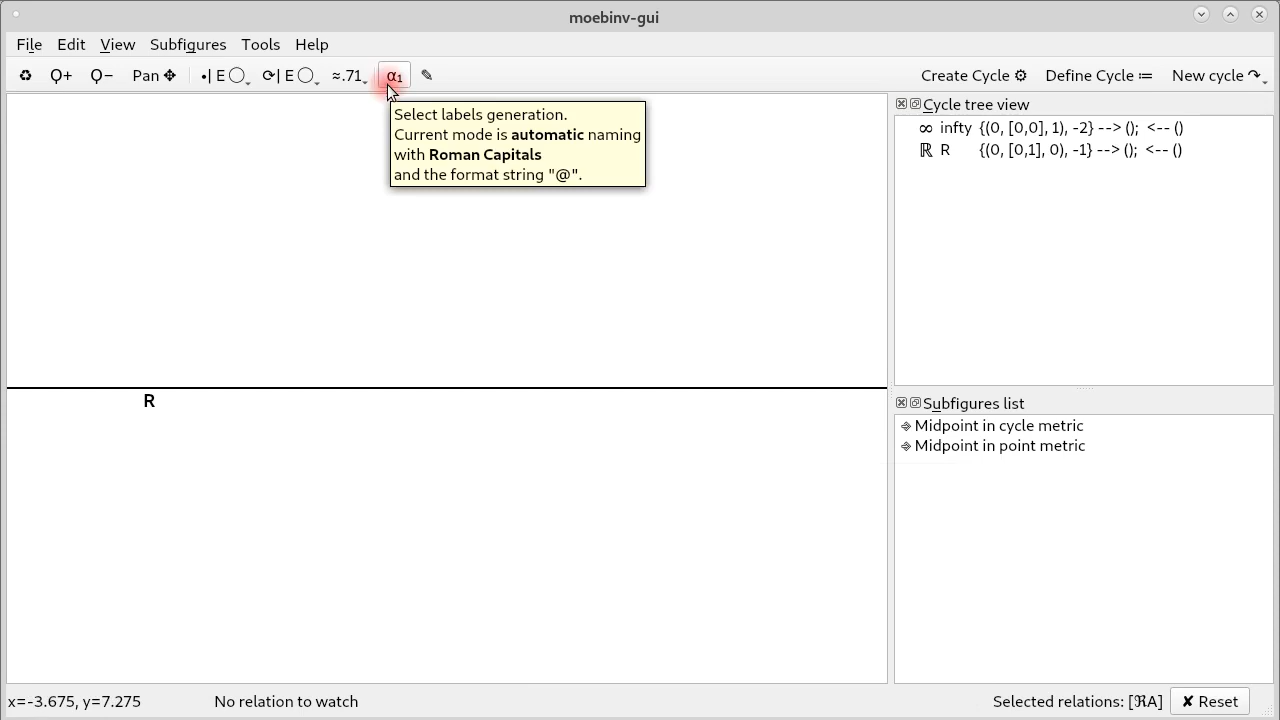 moebinv-gui
File Edit View Subfigures Tools Help
Pan •| E ◯ ⟳| E ◯ ≈.71 α₁ Create Cycle Define Cycle New cycle
Select labels generation.
Current mode is automatic naming
with Roman Capitals
and the format string "@".
R
Cycle tree view
∞ infty {(0, [0,0], 1), -2} --> (); <-- ()
ℝ R {(0, [0,1], 0), -1} --> (); <-- ()
Subfigures list
Midpoint in cycle metric
Midpoint in point metric
x=-3.675, y=7.275 No relation to watch Selected relations: Reset